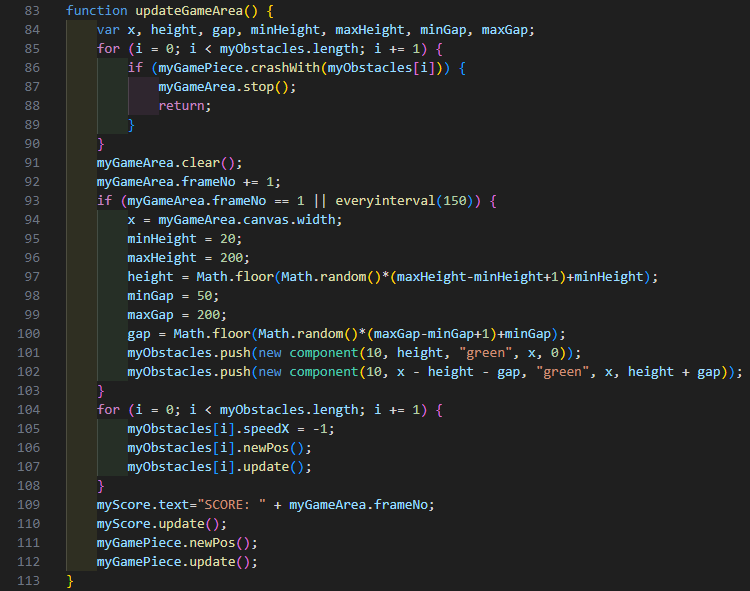 83 function updateGameArea() {
84     var x, height, gap, minHeight, maxHeight, minGap, maxGap;
85     for (i = 0; i < myObstacles.length; i += 1) {
86         if (myGamePiece.crashWith(myObstacles[i])) {
87             myGameArea.stop();
88             return;
89         }
90     }
91     myGameArea.clear();
92     myGameArea.frameNo += 1;
93     if (myGameArea.frameNo == 1 || everyinterval(150)) {
94         x = myGameArea.canvas.width;
95         minHeight = 20;
96         maxHeight = 200;
97         height = Math.floor(Math.random()*(maxHeight-minHeight+1)+minHeight);
98         minGap = 50;
99         maxGap = 200;
100         gap = Math.floor(Math.random()*(maxGap-minGap+1)+minGap);
101         myObstacles.push(new component(10, height, "green", x, 0));
102         myObstacles.push(new component(10, x - height - gap, "green", x, height + gap));
103     }
104     for (i = 0; i < myObstacles.length; i += 1) {
105         myObstacles[i].speedX = -1;
106         myObstacles[i].newPos();
107         myObstacles[i].update();
108     }
109     myScore.text="SCORE: " + myGameArea.frameNo;
110     myScore.update();
111     myGamePiece.newPos();
112     myGamePiece.update();
113 }